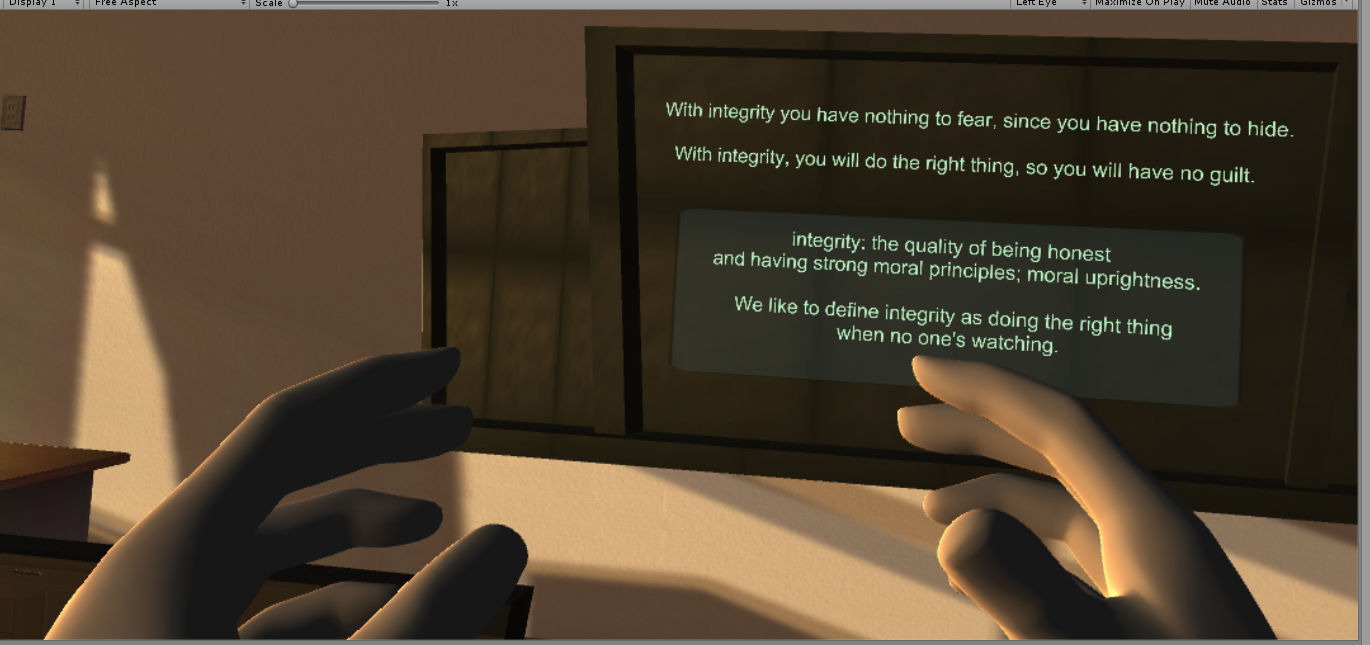 Display 1 Free Aspect Scale 1x Left Eye Maximize On Play Mute Audio Stats Gizmos
With integrity you have nothing to fear, since you have nothing to hide.
With integrity, you will do the right thing, so you will have no guilt.
integrity: the quality of being honest
and having strong moral principles; moral uprightness.
We like to define integrity as doing the right thing
when no one's watching.